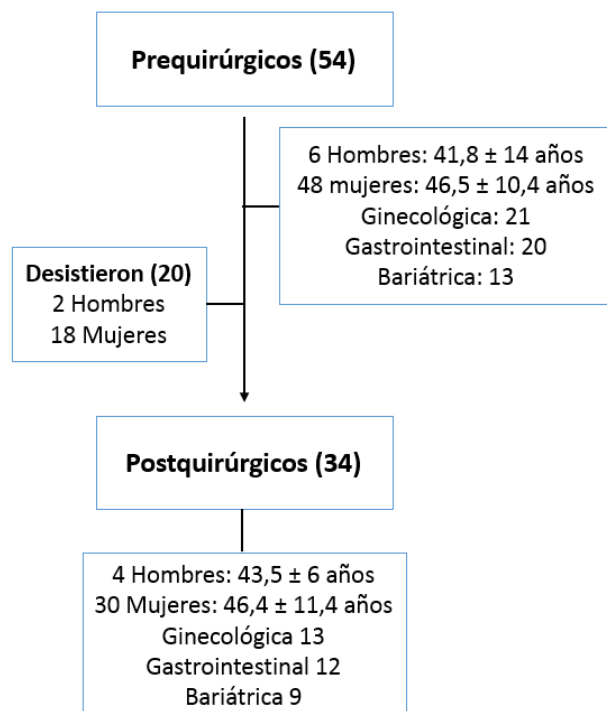 Prequirúrgicos (54)
6 Hombres: 41,8 ± 14 años
48 mujeres: 46,5 ± 10,4 años
Ginecológica: 21
Gastrointestinal: 20
Bariátrica: 13
Desistieron (20)
2 Hombres
18 Mujeres
Postquirúrgicos (34)
4 Hombres: 43,5 ± 6 años
30 Mujeres: 46,4 ± 11,4 años
Ginecológica 13
Gastrointestinal 12
Bariátrica 9